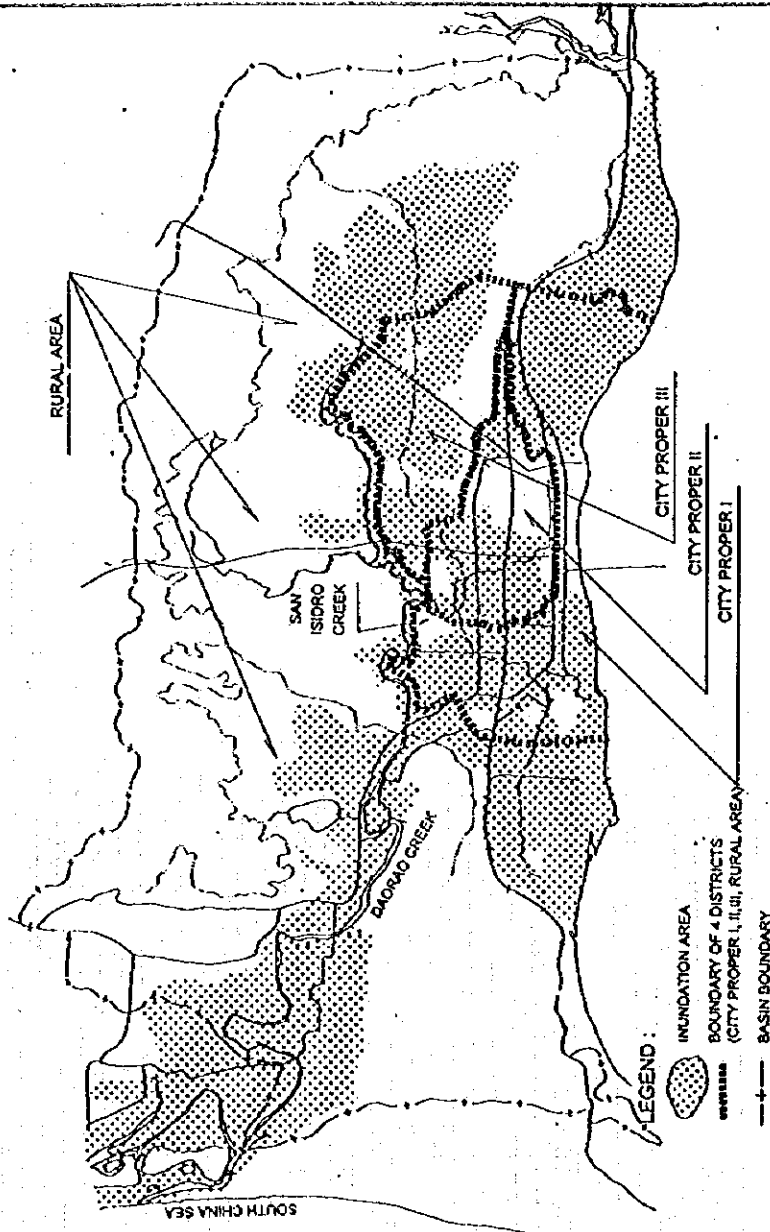 RURAL AREA
SAN
ISIDRO
CREEK
DAORAO CREEK
SOUTH CHINA SEA
CITY PROPER III
CITY PROPER II
CITY PROPER I
LEGEND :
INUNDATION AREA
BOUNDARY OF 4 DISTRICTS
(CITY PROPER I, II, III, RURAL AREA)
BASIN BOUNDARY